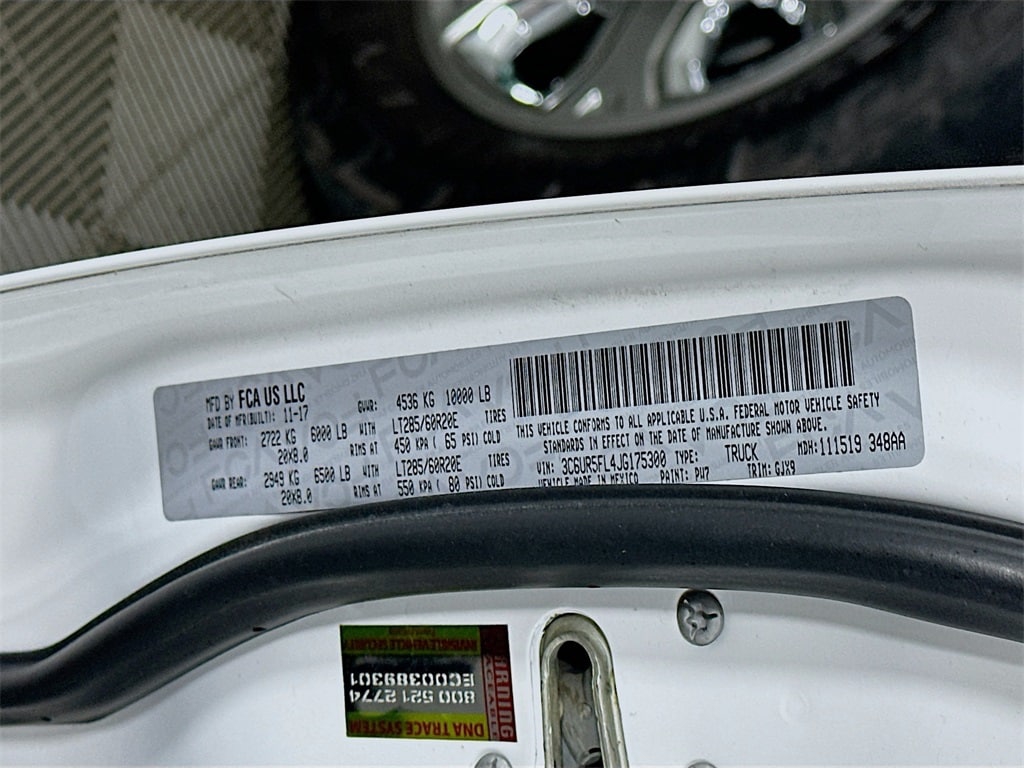 MFD BY FCA US LLC
DATE OF MFR(BUILT): 11-17
GVWR: 4536 KG 10000 LB
GAWR FRONT: 2722 KG 6000 LB WITH LT285/60R20E TIRES
20X8.0 RIMS AT 450 KPA ( 65 PSI) COLD
GAWR REAR: 2949 KG 6500 LB WITH LT285/60R20E TIRES
20X8.0 RIMS AT 550 KPA ( 80 PSI) COLD
THIS VEHICLE CONFORMS TO ALL APPLICABLE U.S.A. FEDERAL MOTOR VEHICLE SAFETY
STANDARDS IN EFFECT ON THE DATE OF MANUFACTURE SHOWN ABOVE.
VIN: 3C6UR5FL4JG175300 TYPE: TRUCK MDH:111519 348AA
VEHICLE MADE IN MEXICO PAINT: PW7 TRIM: GJX9
DNA TRACE SYSTEM
800 521 2774
EC00389301
INVISIBLE VEHICLE SECURITY